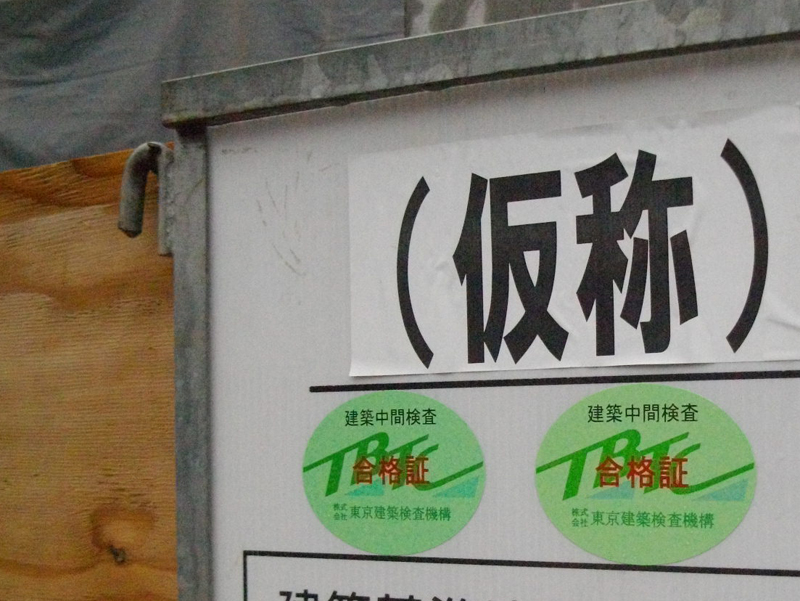 （仮称）
建築中間検査
TBTC
合格証
株式会社東京建築検査機構
建築中間検査
TBTC
合格証
株式会社東京建築検査機構